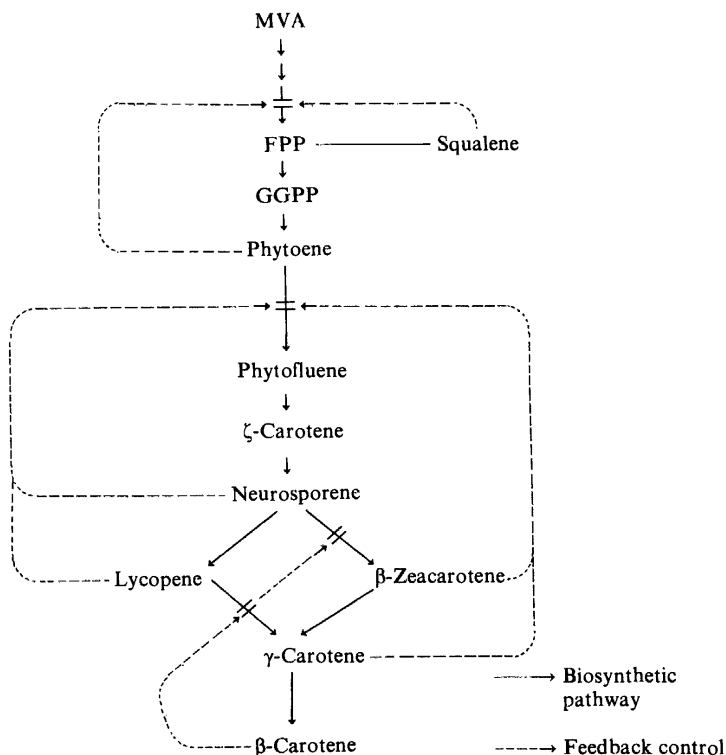 MVA
FPP
Squalene
GGPP
Phytoene
Phytofluene
ζ-Carotene
Neurosporene
Lycopene
β-Zeacarotene
γ-Carotene
Biosynthetic
pathway
β-Carotene
Feedback control